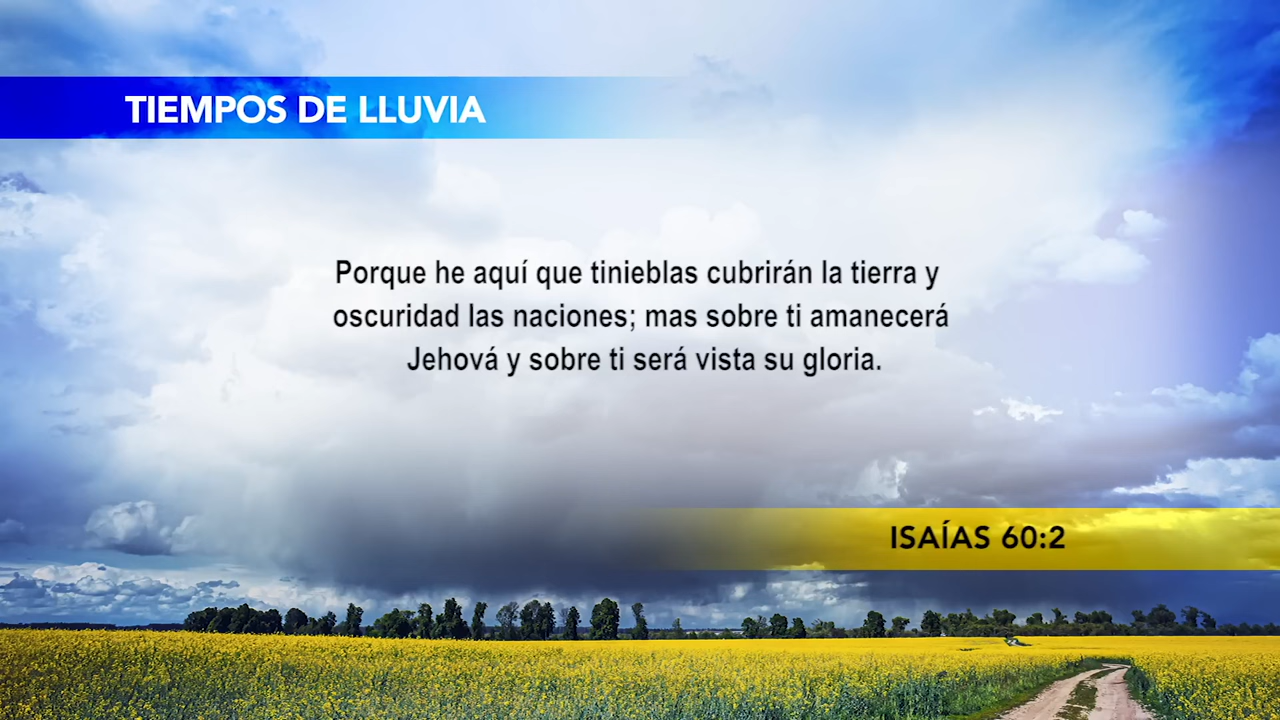 TIEMPOS DE LLUVIA
Porque he aquí que tinieblas cubrirán la tierra y
oscuridad las naciones; mas sobre ti amanecerá
Jehová y sobre ti será vista su gloria.
ISAÍAS 60:2